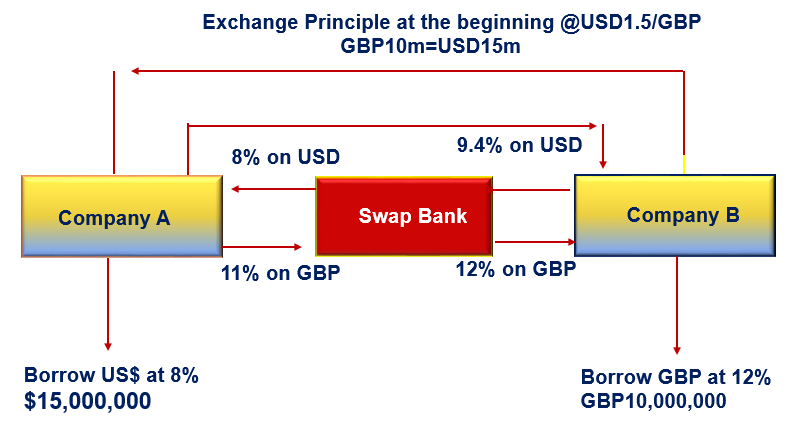 Exchange Principle at the beginning @USD1.5/GBP
GBP10m=USD15m
8% on USD
9.4% on USD
Company A
Swap Bank
Company B
11% on GBP
12% on GBP
Borrow US$ at 8%
$15,000,000
Borrow GBP at 12%
GBP10,000,000